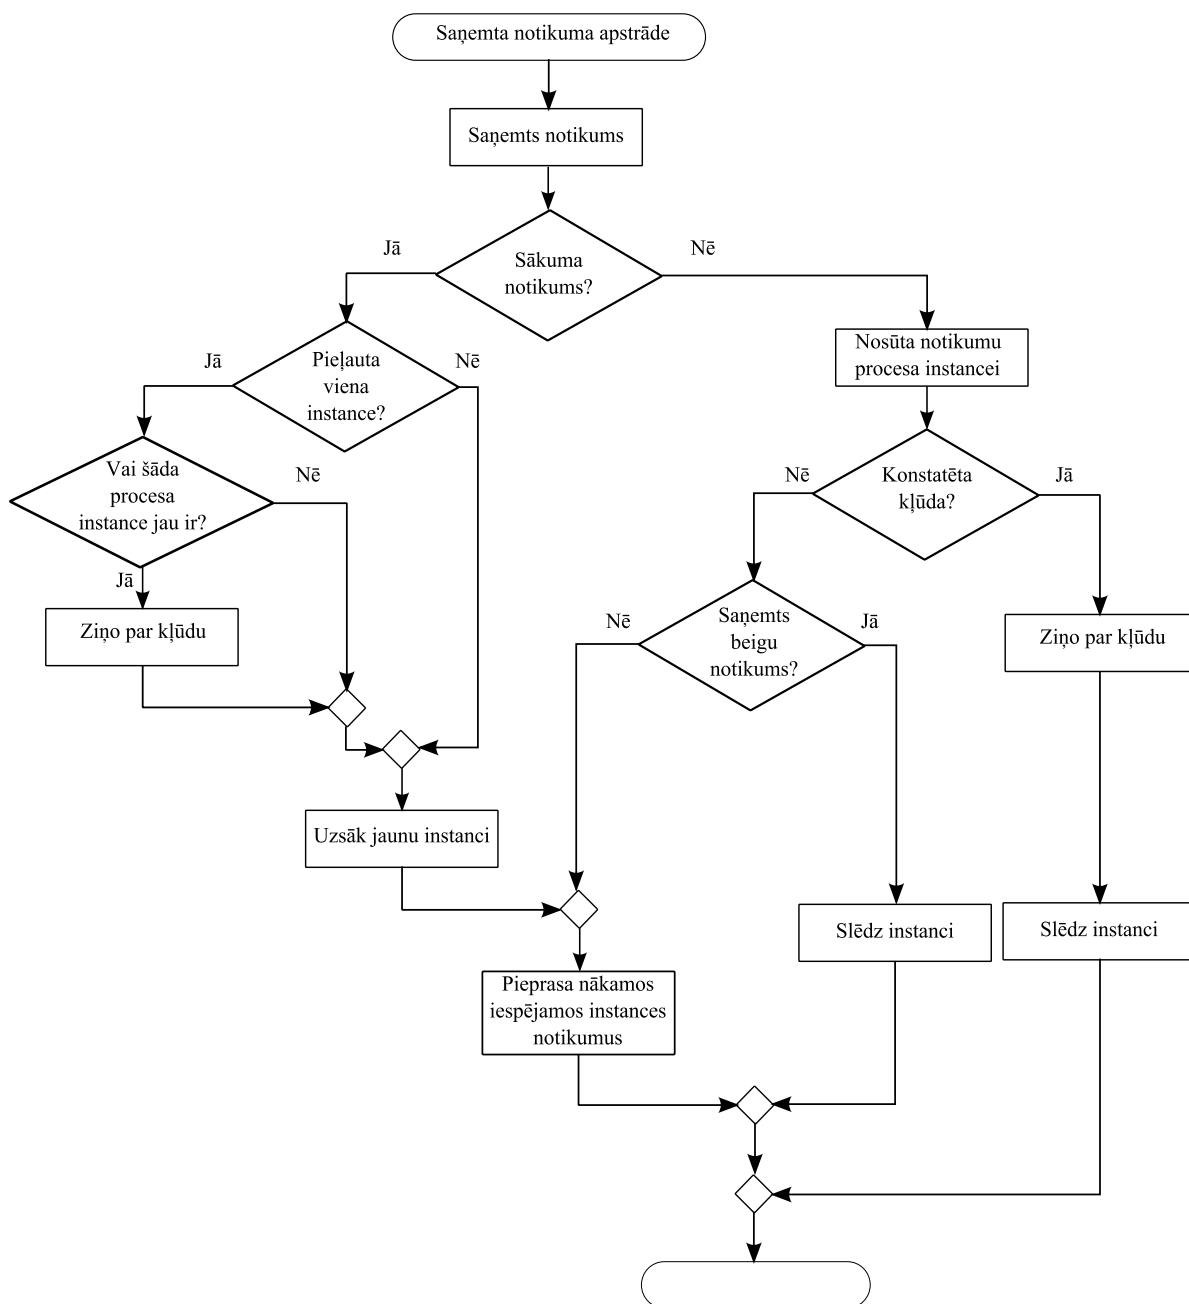 Saņemta notikuma apstrāde
Saņemts notikums
Jā
Nē
Sākuma
notikums?
Nosūta notikumu
procesa instancei
Jā
Pieļauta
viena
instance?
Nē
Vai šāda
procesa
instance jau ir?
Nē
Nē
Konstatēta
kļūda?
Jā
Jā
Ziņo par kļūdu
Nē
Saņemts
beigu
notikums?
Jā
Ziņo par kļūdu
Uzsāk jaunu instanci
Slēdz instanci
Slēdz instanci
Pieprasa nākamos
iespējamos instances
notikumus